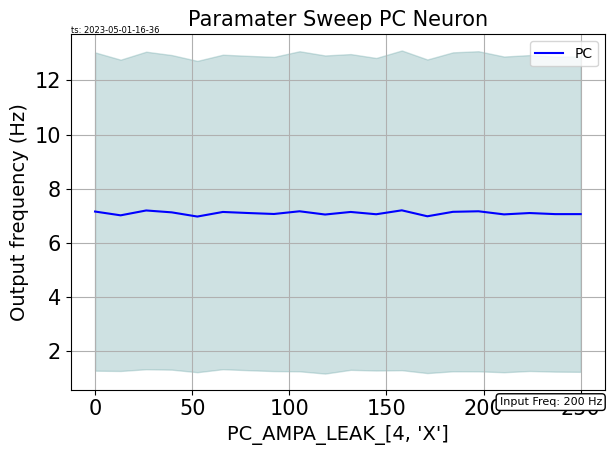 Paramater Sweep PC Neuron
ts: 2023-05-01-16-36
PC
12
10
8
6
4
2
Output frequency (Hz)
0 50 100 150 200 250
Input Freq: 200 Hz
PC_AMPA_LEAK_[4, 'X']